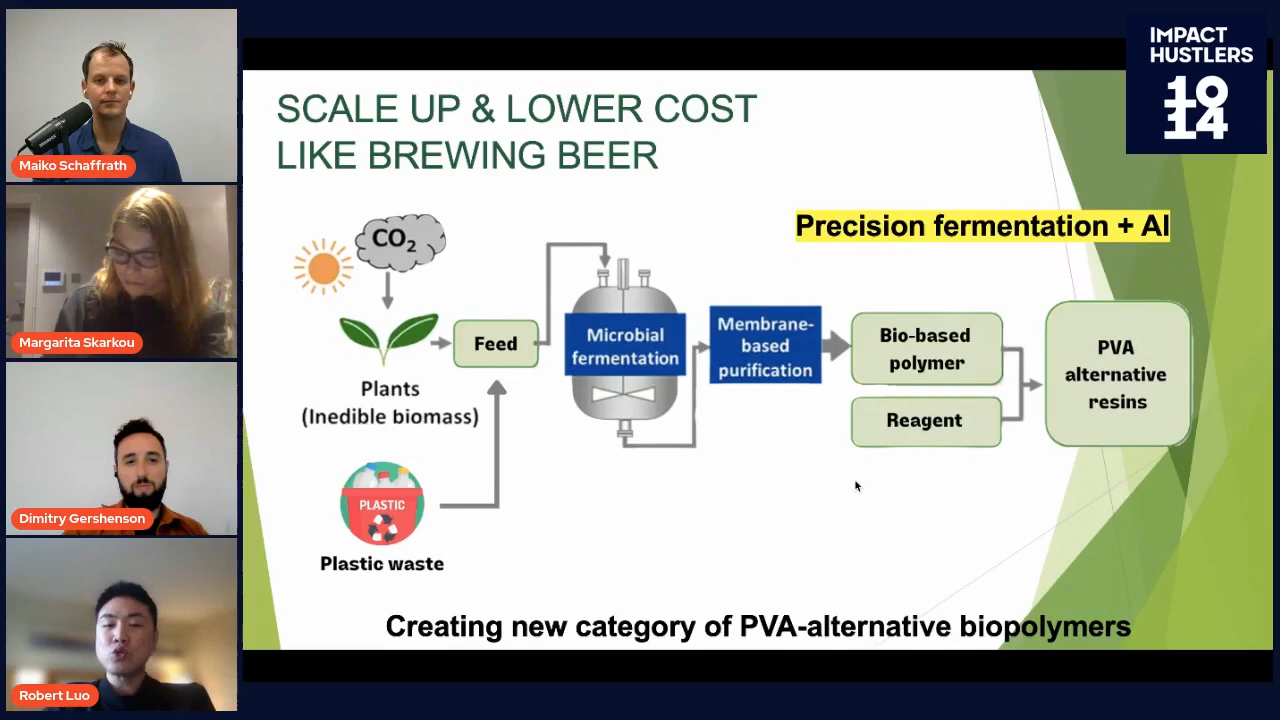 Maiko Schaffrath
Margarita Skarkou
Dimitry Gershenson
Robert Luo
IMPACT
HUSTLERS
10
14
SCALE UP & LOWER COST
LIKE BREWING BEER
Precision fermentation + AI
CO2
Plants
(Inedible biomass)
PLASTIC
Plastic waste
Feed
Microbial
fermentation
Membrane-
based
purification
Bio-based
polymer
Reagent
PVA
alternative
resins
Creating new category of PVA-alternative biopolymers